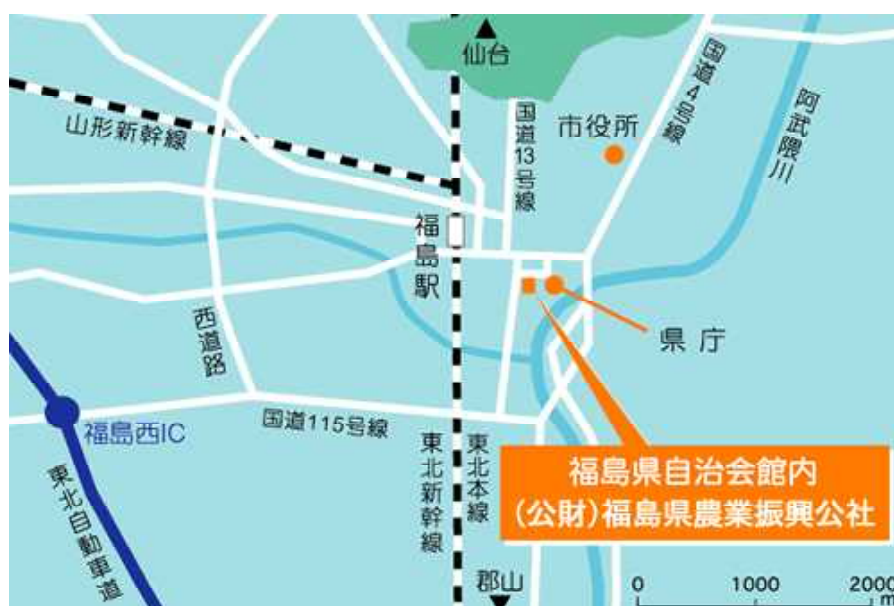 仙台
山形新幹線
国道13号線
市役所
国道4号線
阿武隈川
福島駅
県庁
西道路
国道115号線
福島西IC
東北自動車道
東北新幹線
東北本線
福島県自治会館内
(公財)福島県農業振興公社
郡山
0 1000 2000
m